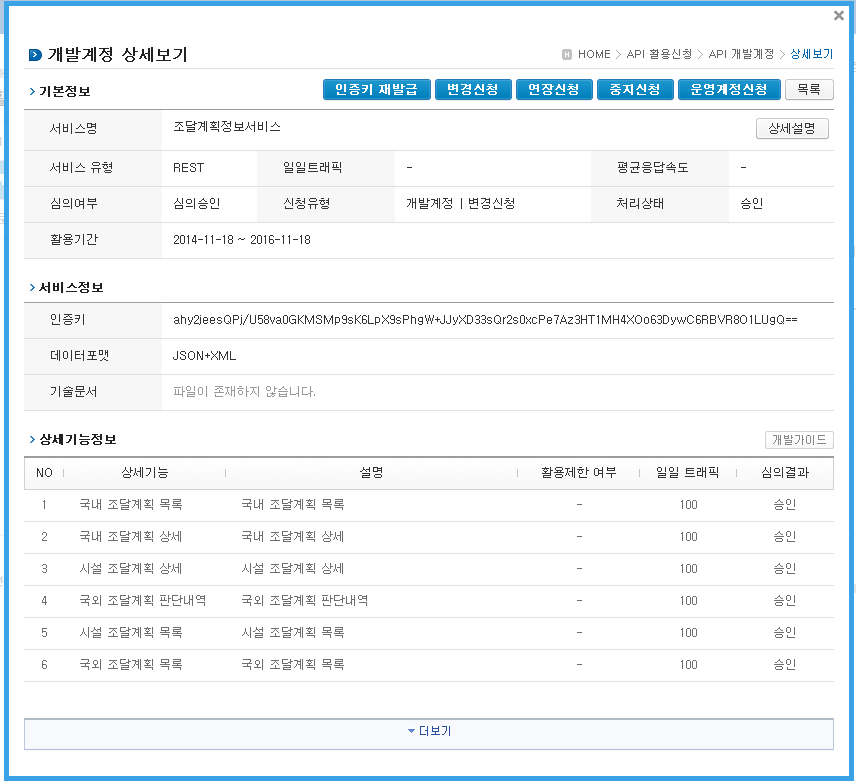 개발계정 상세보기
HOME > API 활용신청 > API 개발계정 > 상세보기
기본정보
인증키 재발급 변경신청 연장신청 중지신청 운영계정신청 목록
서비스명 조달계획정보서비스 상세설명
서비스 유형 REST 일일트래픽 - 평균응답속도 -
심의여부 심의승인 신청유형 개발계정 | 변경신청 처리상태 승인
활용기간 2014-11-18 ~ 2016-11-18
서비스정보
인증키 ahy2jeesQPj/U58va0GKMSMp9sK6LpX9sPhgW+JJyXD33sQr2s0xcPe7Az3HT1MH4XOo63DywC6RBVR8O1LUgQ==
데이터포맷 JSON+XML
기술문서 파일이 존재하지 않습니다.
상세기능정보 개발가이드
NO 상세기능 설명 활용제한 여부 일일 트래픽 심의결과
1 국내 조달계획 목록 국내 조달계획 목록 - 100 승인
2 국내 조달계획 상세 국내 조달계획 상세 - 100 승인
3 시설 조달계획 상세 시설 조달계획 상세 - 100 승인
4 국외 조달계획 판단내역 국외 조달계획 판단내역 - 100 승인
5 시설 조달계획 목록 시설 조달계획 목록 - 100 승인
6 국외 조달계획 목록 국외 조달계획 목록 - 100 승인
더보기